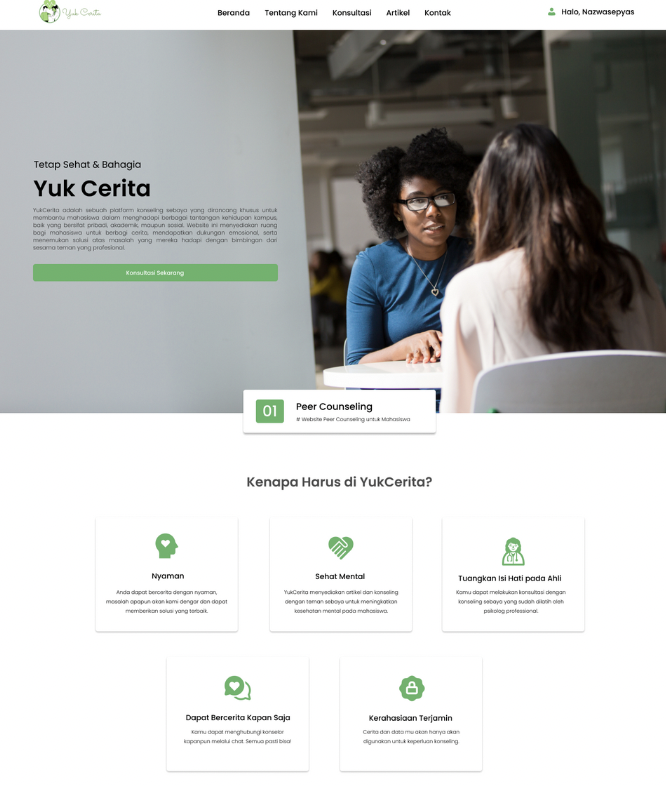 Yuk Cerita
Beranda Tentang Kami Konsultasi Artikel Kontak
Halo, Nazwasepyas
Tetap Sehat & Bahagia
Yuk Cerita
YukCerita adalah sebuah platform konseling sebaya yang dirancang khusus untuk
membantu mahasiswa dalam menghadapi berbagai tantangan kehidupan kampus,
baik yang bersifat pribadi, akademik, maupun sosial. Website ini menyediakan ruang
bagi mahasiswa untuk berbagi cerita, mendapatkan dukungan emosional, serta
menemukan solusi atas masalah yang mereka hadapi dengan bimbingan dari
sesama teman yang profesional.
Konsultasi Sekarang
01
Peer Counseling
# Website Peer Counseling untuk Mahasiswa
Kenapa Harus di YukCerita?
Nyaman
Anda dapat bercerita dengan nyaman,
masalah apapun akan kami dengar dan dapat
memberikan solusi yang terbaik.
Sehat Mental
YukCerita menyediakan artikel dan konseling
dengan teman sebaya untuk meningkatkan
kesehatan mental pada mahasiswa.
Tuangkan Isi Hati pada Ahli
Kamu dapat melakukan konsultasi dengan
konseling sebaya yang sudah dilatih oleh
psikolog professional.
Dapat Bercerita Kapan Saja
Kamu dapat menghubungi konselor
kapanpun melalui chat. Semua pasti bisa!
Kerahasiaan Terjamin
Cerita dan data mu akan hanya akan
digunakan untuk keperluan konseling.